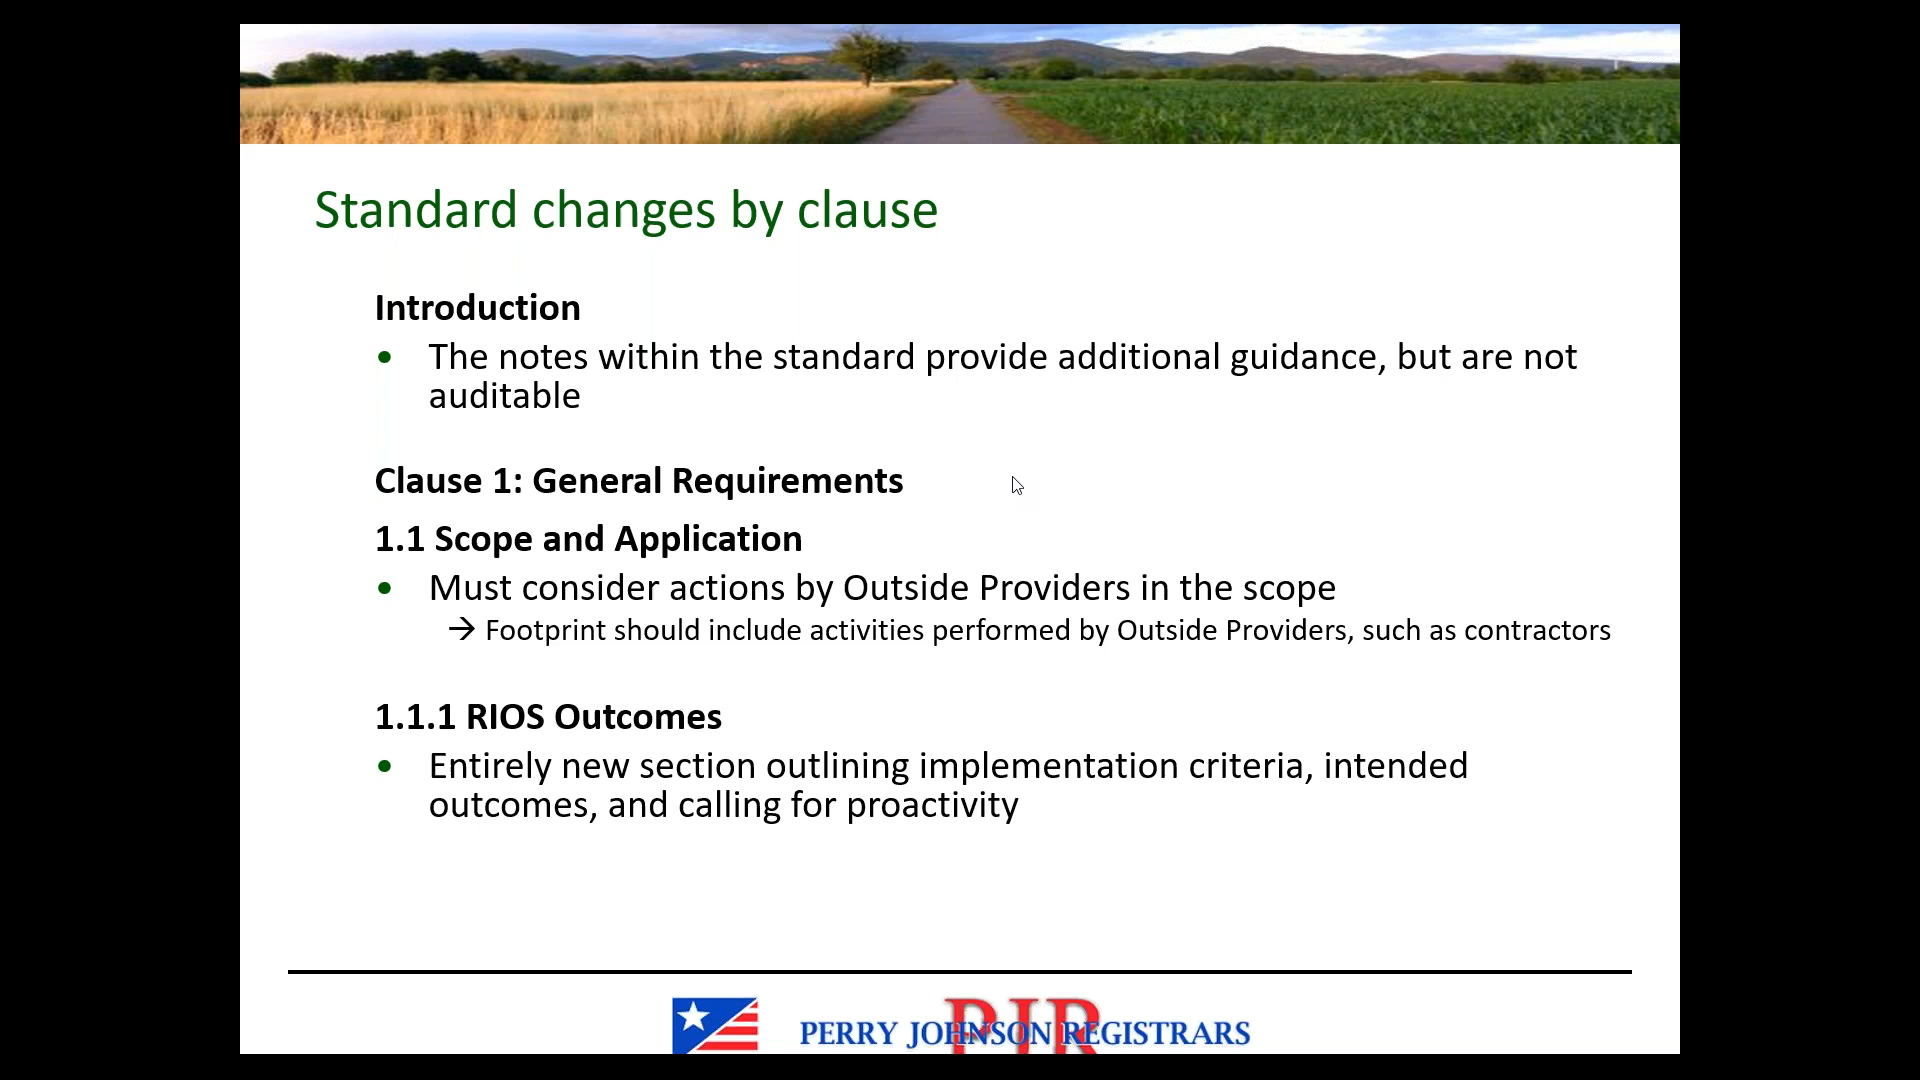 Standard changes by clause
Introduction
• The notes within the standard provide additional guidance, but are not
auditable
Clause 1: General Requirements
1.1 Scope and Application
• Must consider actions by Outside Providers in the scope
→ Footprint should include activities performed by Outside Providers, such as contractors
1.1.1 RIOS Outcomes
• Entirely new section outlining implementation criteria, intended
outcomes, and calling for proactivity
PJR
PERRY JOHNSON REGISTRARS